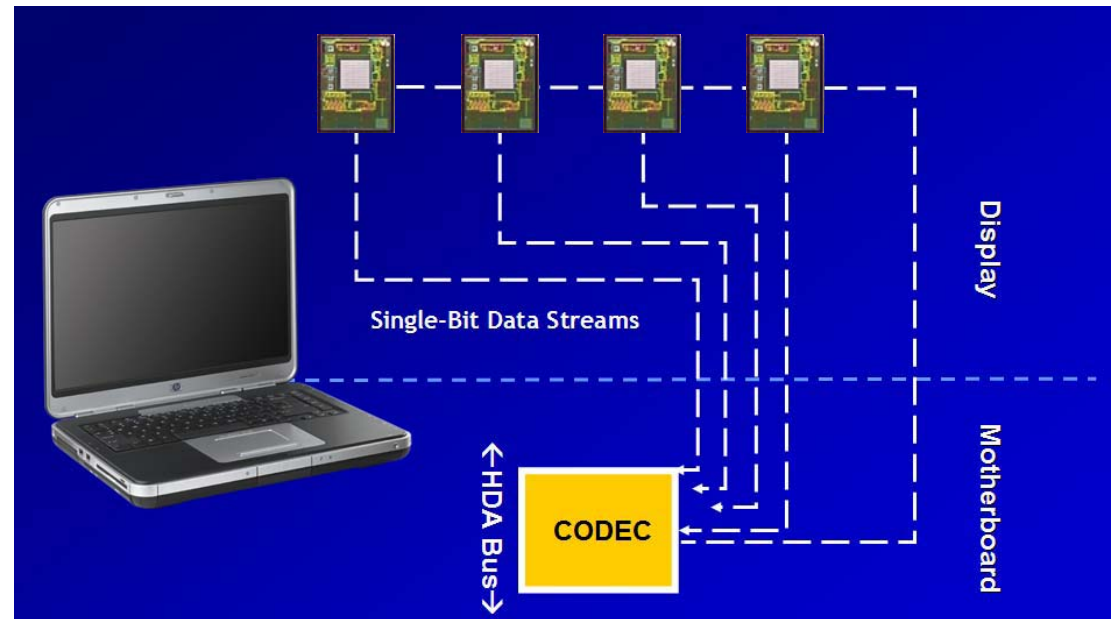 Display
Single-Bit Data Streams
Motherboard
←HDA Bus→
CODEC